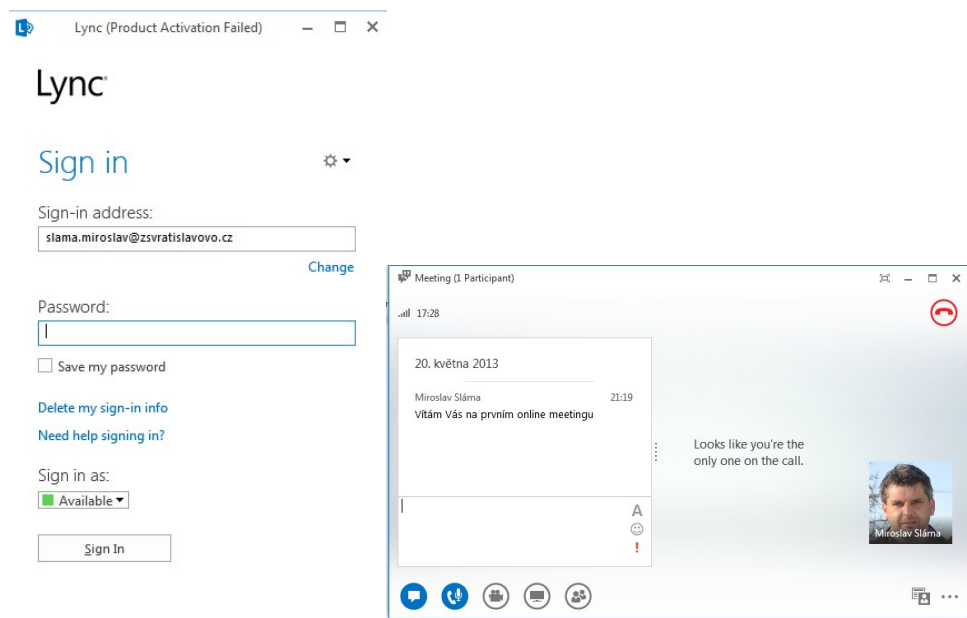 Lync (Product Activation Failed)
Lync
Sign in
Sign-in address:
slama.miroslav@zsvratislavovo.cz
Change
Password:
Save my password
Delete my sign-in info
Need help signing in?
Sign in as:
Available
Sign In
Meeting (1 Participant)
17:28
20. května 2013
Miroslav Sláma 21:19
Vítám Vás na prvním online meetingu
Looks like you're the
only one on the call.
Miroslav Sláma
A
!